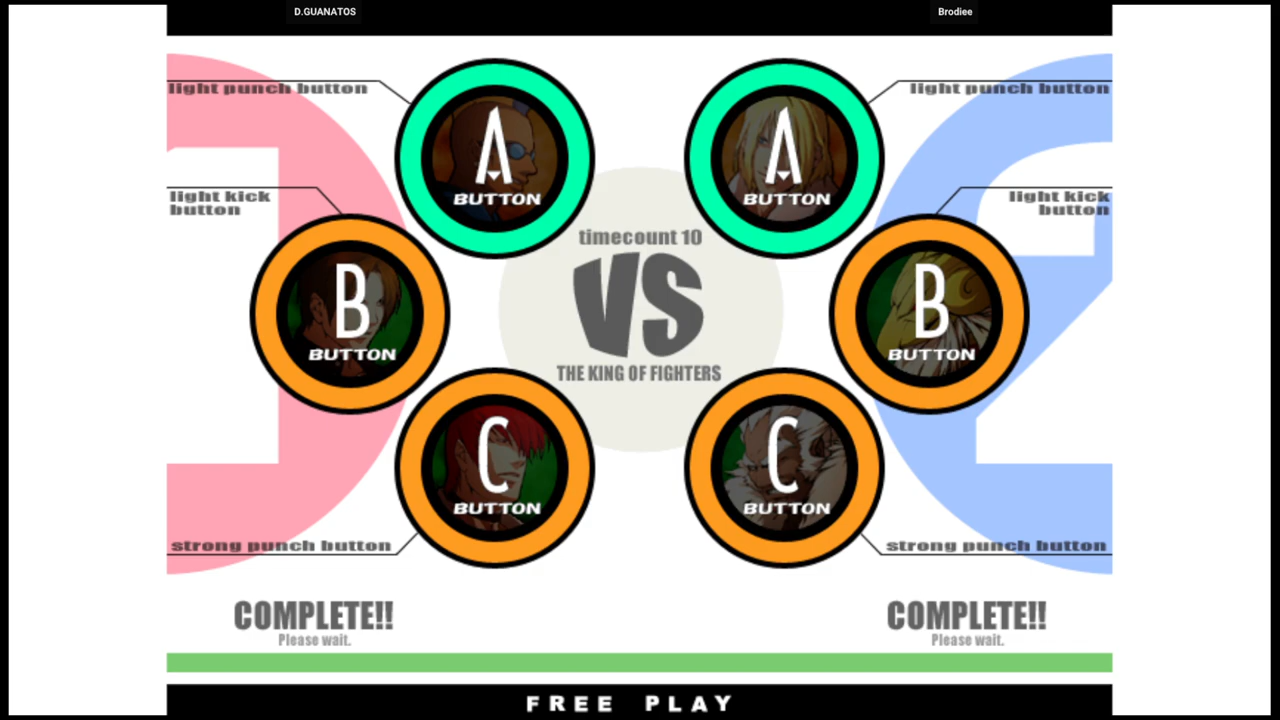 D.GUANATOS
Brodiee
light punch button
light punch button
A
BUTTON
A
BUTTON
light kick
button
light kick
button
timecount 10
VS
THE KING OF FIGHTERS
B
BUTTON
B
BUTTON
C
BUTTON
C
BUTTON
strong punch button
strong punch button
COMPLETE!!
Please wait.
COMPLETE!!
Please wait.
FREE PLAY